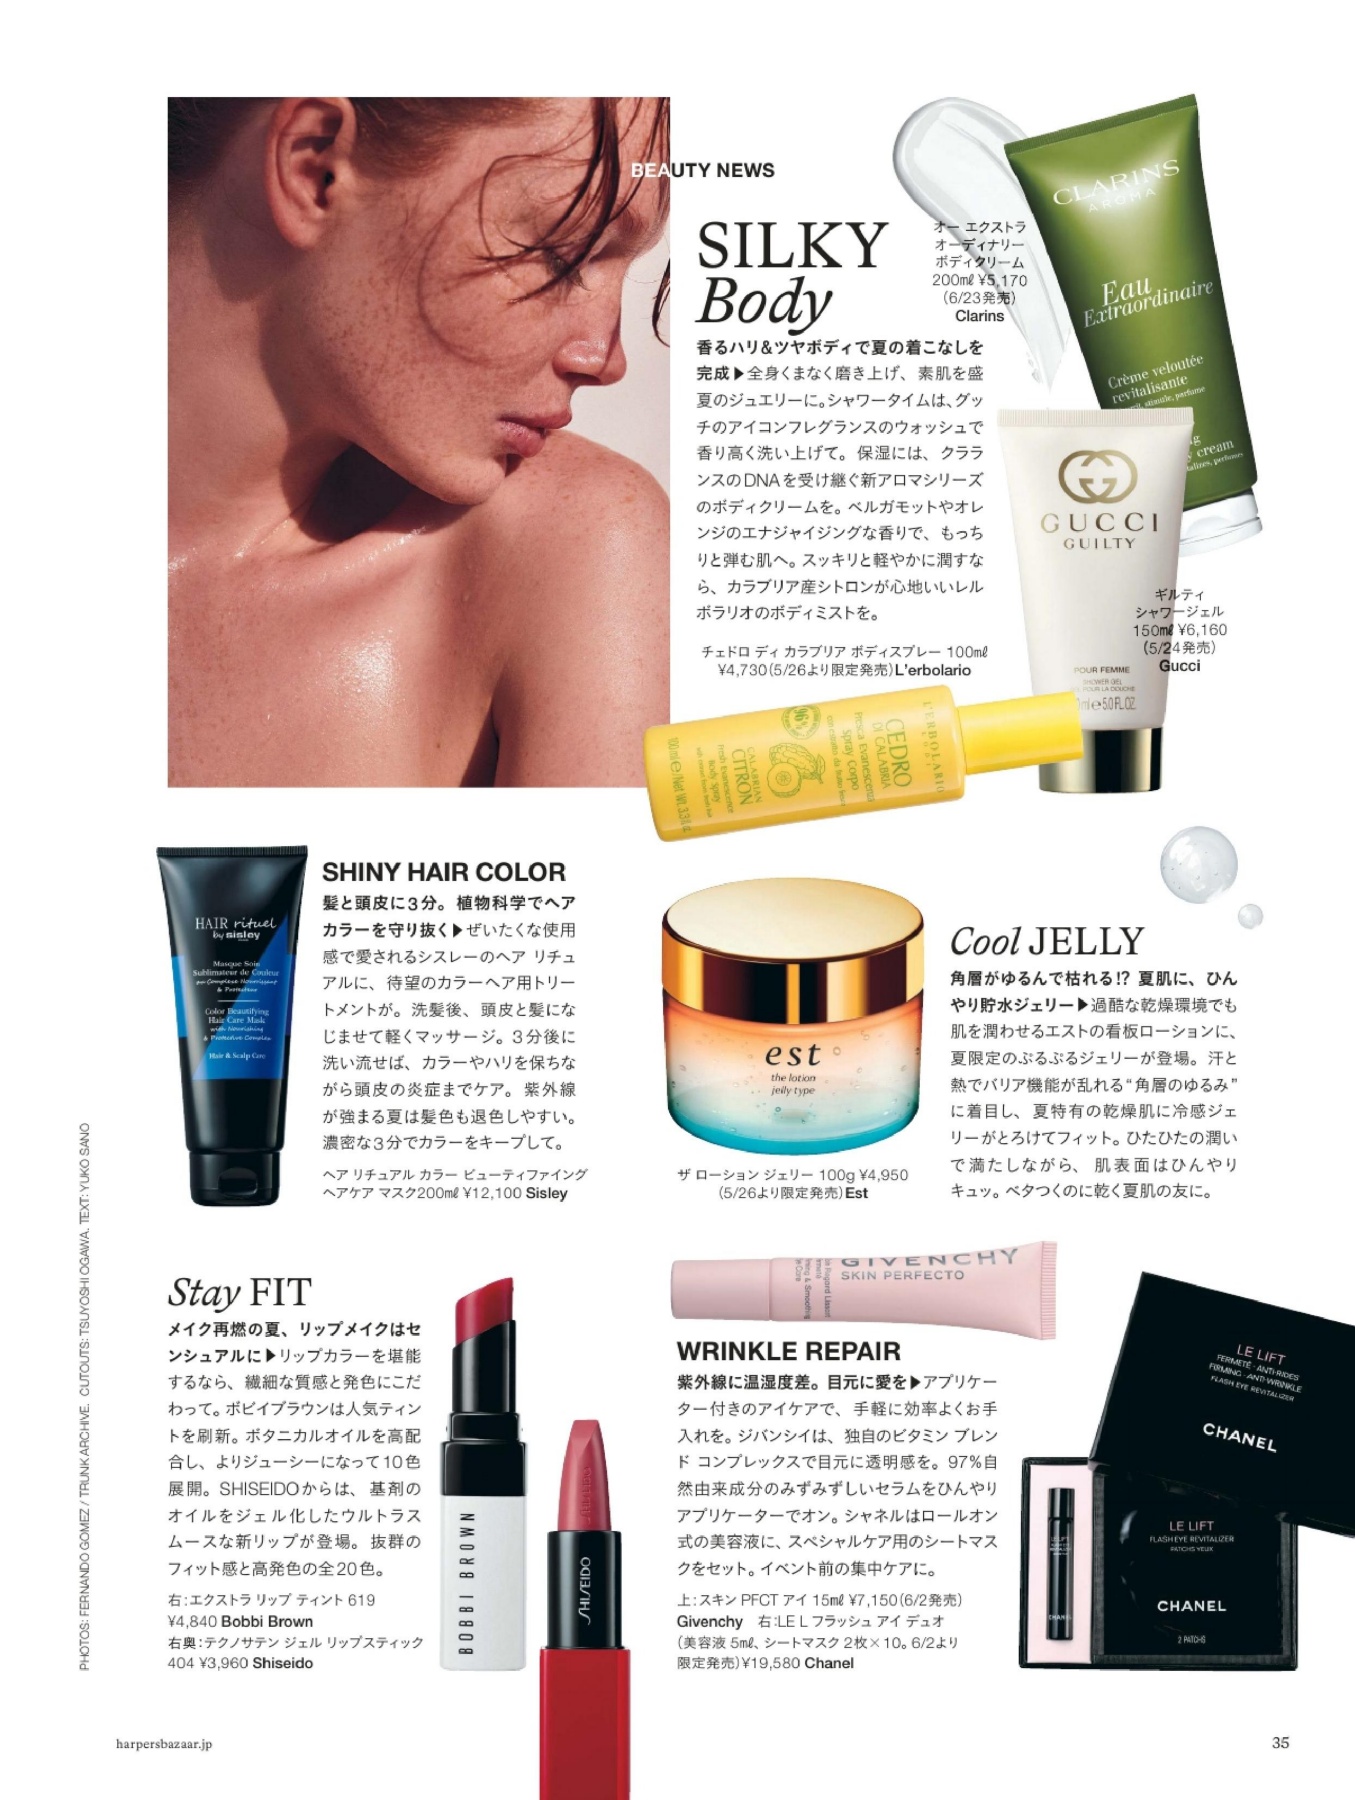 BEAUTY NEWS
SILKY
Body
香るハリ&ツヤボディで夏の着こなしを
完成▶全身くまなく磨き上げ、素肌を盛
夏のジュエリーに。シャワータイムは、グッ
チのアイコンフレグランスのウォッシュで
香り高く洗い上げて。保湿には、クララ
ンスのDNAを受け継ぐ新アロマシリーズ
のボディクリームを。ベルガモットやオレ
ンジのエナジャイジングな香りで、もっち
りと弾む肌へ。スッキリと軽やかに潤すな
ら、カラブリア産シトロンが心地いいレル
ボラリオのボディミストを。
チェドロ ディ カラブリア ボディスプレー 100㎖
¥4,730(5/26より限定発売)L'erbolario
オー エクストラ
オーディナリー
ボディクリーム
200㎖ ¥5,170
(6/23発売)
Clarins
CLARINS
AROMA
Eau
Extraordinaire
Crème veloutée
revitalisante
y cream
GUCCI
GUILTY
POUR FEMME
SHOWER GEL
POUR LA DOUCHE
ml e 5.0 FL.OZ.
ギルティ
シャワージェル
150㎖ ¥6,160
(5/24発売)
Gucci
L'ERBOLARIO
LODI
CEDRO
DI CALABRIA
Fresca Evanescenza
Spray Corpo
96%
CALABRIAN
CITRON
Fresh Evanescence
Body Spray
100 ml e/Net Wt. 3.3
HAIR rituel
by sisley
Masque Soin
Sublimateur de Couleur
au Complexe Nourrissant
& Protecteur
Color Beautifying
Hair Care Mask
with Nourishing
& Protective Complex
Hair & Scalp Care
SHINY HAIR COLOR
髪と頭皮に3分。植物科学でヘア
カラーを守り抜く▶ぜいたくな使用
感で愛されるシスレーのヘア リチュ
アルに、待望のカラーヘア用トリー
トメントが。洗髪後、頭皮と髪にな
じませて軽くマッサージ。3分後に
洗い流せば、カラーやハリを保ちな
がら頭皮の炎症までケア。紫外線
が強まる夏は髪色も退色しやすい。
濃密な3分でカラーをキープして。
ヘア リチュアル カラー ビューティファイング
ヘアケア マスク200㎖ ¥12,100 Sisley
est
the lotion
jelly type
ザ ローション ジェリー 100g ¥4,950
(5/26より限定発売)Est
Cool JELLY
角層がゆるんで枯れる!? 夏肌に、ひん
やり貯水ジェリー▶過酷な乾燥環境でも
肌を潤わせるエストの看板ローションに、
夏限定のぷるぷるジェリーが登場。汗と
熱でバリア機能が乱れる“角層のゆるみ”
に着目し、夏特有の乾燥肌に冷感ジェ
リーがとろけてフィット。ひたひたの潤い
で満たしながら、肌表面はひんやり
キュッ。ベタつくのに乾く夏肌の友に。
Stay FIT
メイク再燃の夏、リップメイクはセ
ンシュアルに▶リップカラーを堪能
するなら、繊細な質感と発色にこだ
わって。ボビイブラウンは人気ティン
トを刷新。ボタニカルオイルを高配
合し、よりジューシーになって10色
展開。SHISEIDOからは、基剤の
オイルをジェル化したウルトラス
ムースな新リップが登場。抜群の
フィット感と高発色の全20色。
右:エクストラ リップ ティント 619
¥4,840 Bobbi Brown
右奥:テクノサテン ジェル リップスティック
404 ¥3,960 Shiseido
BOBBI BROWN
SHISEIDO
GIVENCHY
SKIN PERFECTO
WRINKLE REPAIR
紫外線に温湿度差。目元に愛を▶アプリケー
ター付きのアイケアで、手軽に効率よくお手
入れを。ジバンシイは、独自のビタミン ブレン
ド コンプレックスで目元に透明感を。97%自
然由来成分のみずみずしいセラムをひんやり
アプリケーターでオン。シャネルはロールオン
式の美容液に、スペシャルケア用のシートマス
クをセット。イベント前の集中ケアに。
上:スキン PFCT アイ 15㎖ ¥7,150(6/2発売)
Givenchy 右:LE L フラッシュ アイ デュオ
(美容液 5㎖、シートマスク 2枚×10。6/2より
限定発売)¥19,580 Chanel
LE LIFT
FERMETÉ - ANTI-RIDES
FIRMING - ANTI-WRINKLE
FLASH EYE REVITALIZER
CHANEL
LE LIFT
FLASH EYE REVITALIZER
PATCHS YEUX
CHANEL
2 PATCHS
CHANEL
PHOTOS: FERNANDO GOMEZ / TRUNK ARCHIVE. CUTOUTS: TSUYOSHI OGAWA. TEXT: YUKO SANO
harpersbazaar.jp
35